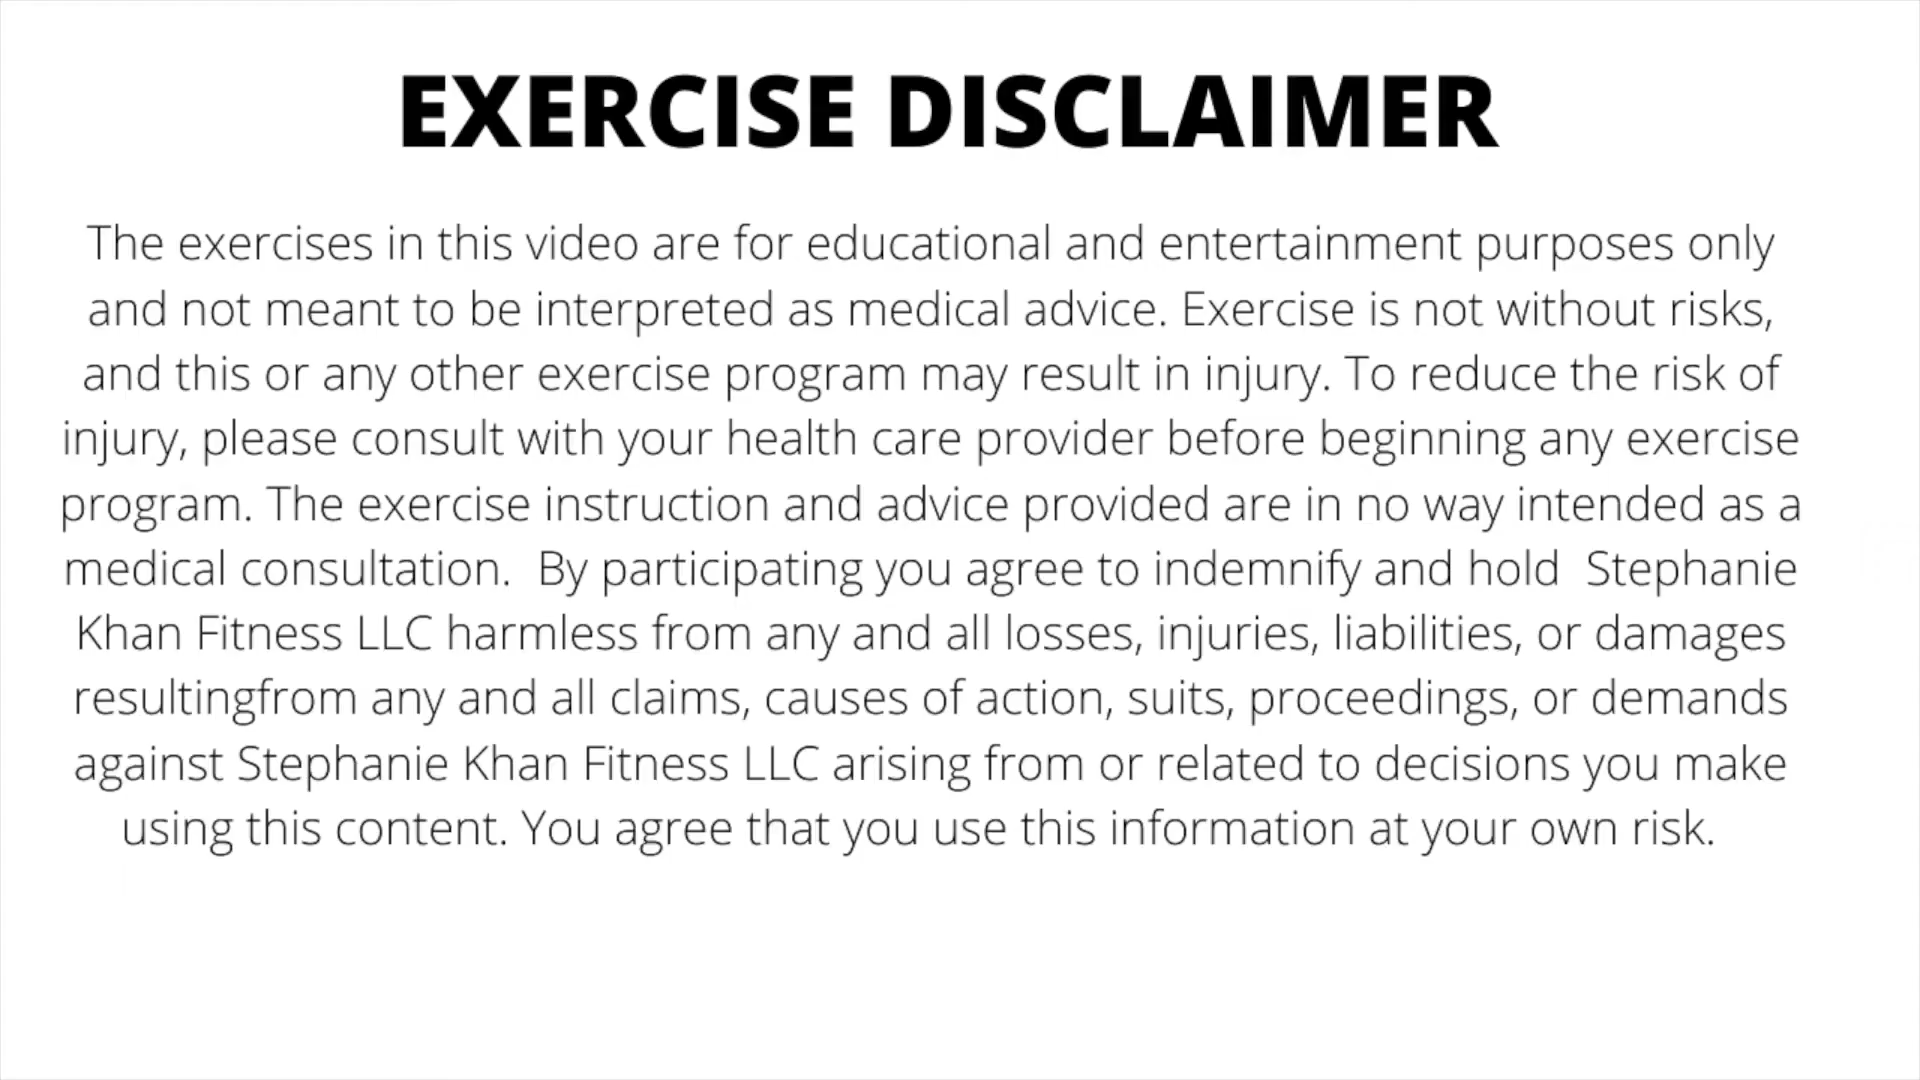 EXERCISE DISCLAIMER
The exercises in this video are for educational and entertainment purposes only
and not meant to be interpreted as medical advice. Exercise is not without risks,
and this or any other exercise program may result in injury. To reduce the risk of
injury, please consult with your health care provider before beginning any exercise
program. The exercise instruction and advice provided are in no way intended as a
medical consultation.  By participating you agree to indemnify and hold  Stephanie
Khan Fitness LLC harmless from any and all losses, injuries, liabilities, or damages
resultingfrom any and all claims, causes of action, suits, proceedings, or demands
against Stephanie Khan Fitness LLC arising from or related to decisions you make
using this content. You agree that you use this information at your own risk.